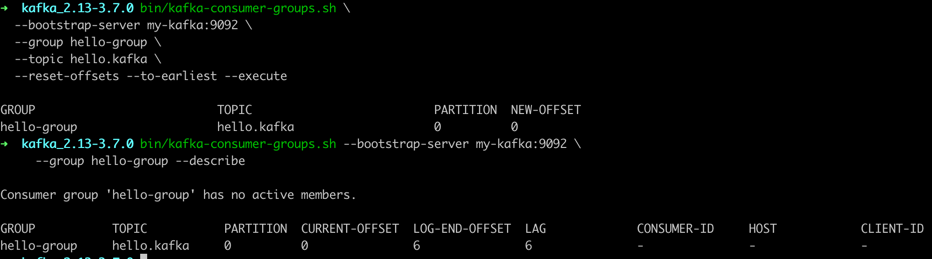 ➜ kafka_2.13-3.7.0 bin/kafka-consumer-groups.sh \
--bootstrap-server my-kafka:9092 \
--group hello-group \
--topic hello.kafka \
--reset-offsets --to-earliest --execute
GROUP TOPIC PARTITION NEW-OFFSET
hello-group hello.kafka 0 0
➜ kafka_2.13-3.7.0 bin/kafka-consumer-groups.sh --bootstrap-server my-kafka:9092 \
--group hello-group --describe
Consumer group 'hello-group' has no active members.
GROUP TOPIC PARTITION CURRENT-OFFSET LOG-END-OFFSET LAG CONSUMER-ID HOST CLIENT-ID
hello-group hello.kafka 0 0 6 6 - - -